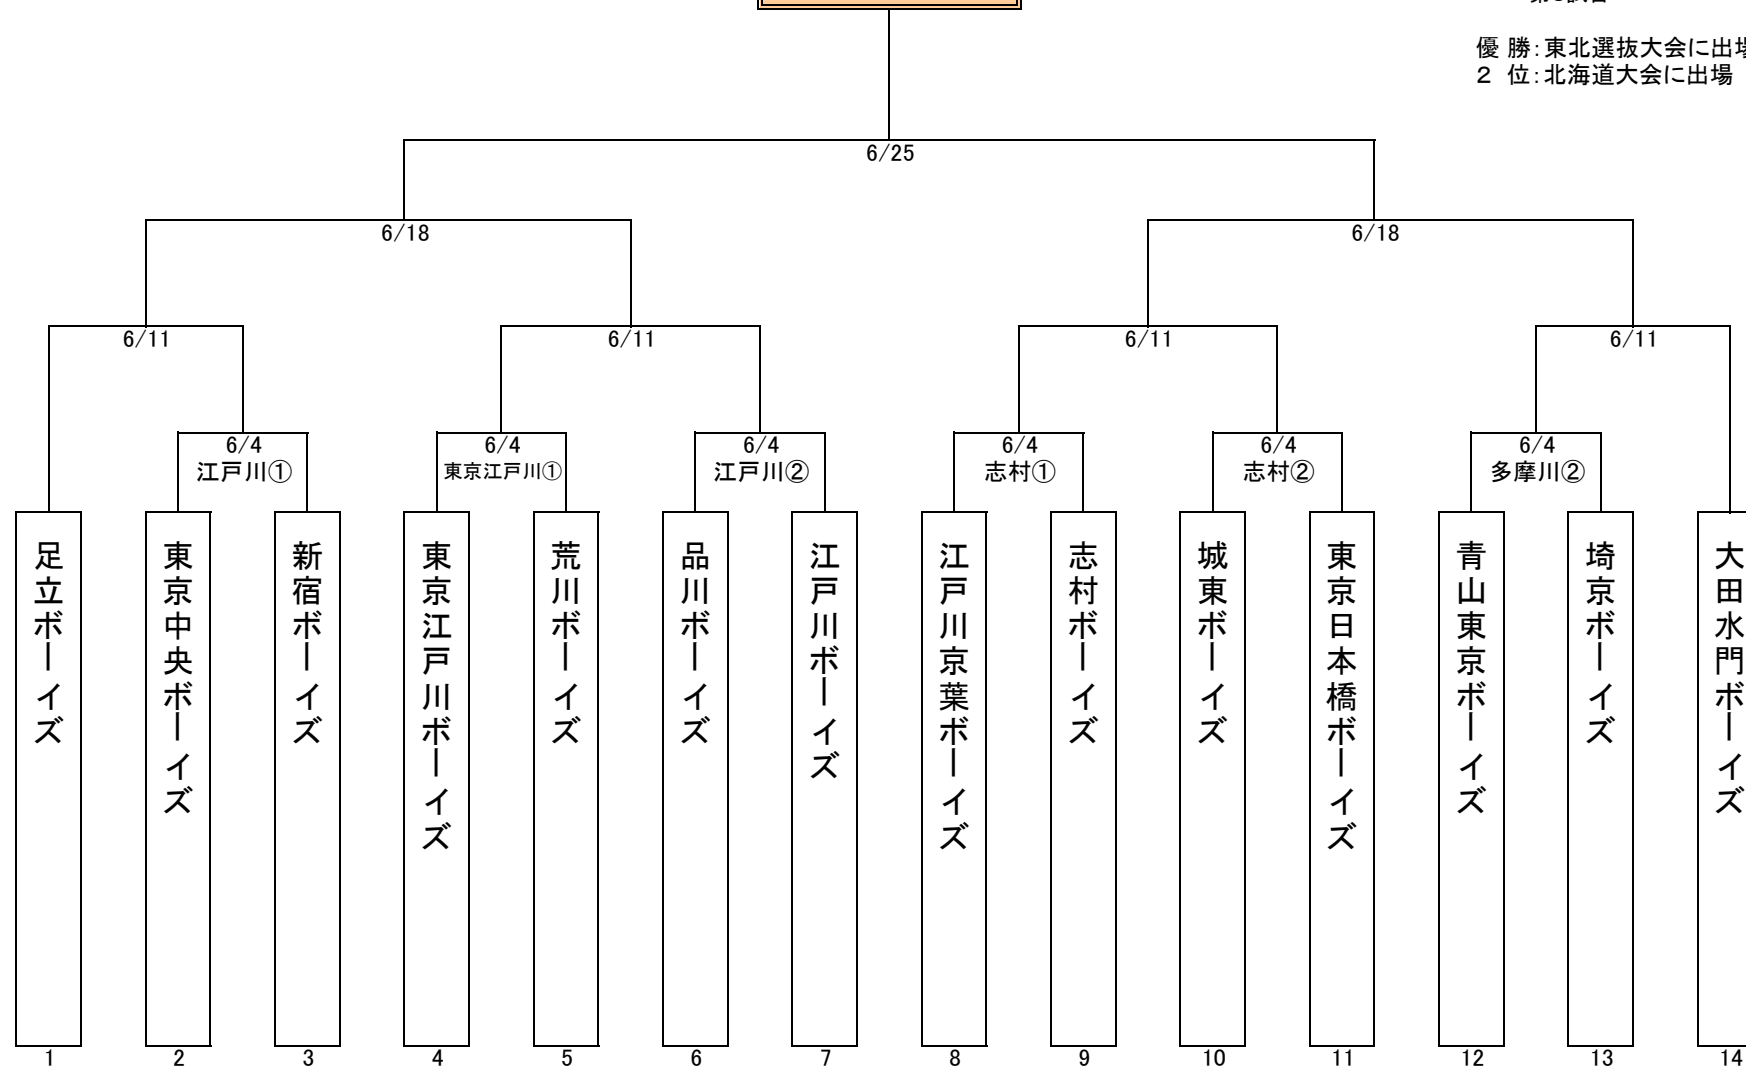 優 勝：東北選抜大会に出場
2 位：北海道大会に出場
6/25
6/18
6/18
6/11
6/11
6/11
6/11
6/4
江戸川①
6/4
東京江戸川①
6/4
江戸川②
6/4
志村①
6/4
志村②
6/4
多摩川②
足立ボーイズ
東京中央ボーイズ
新宿ボーイズ
東京江戸川ボーイズ
荒川ボーイズ
品川ボーイズ
江戸川ボーイズ
江戸川京葉ボーイズ
志村ボーイズ
城東ボーイズ
東京日本橋ボーイズ
青山東京ボーイズ
埼京ボーイズ
大田水門ボーイズ
1
2
3
4
5
6
7
8
9
10
11
12
13
14